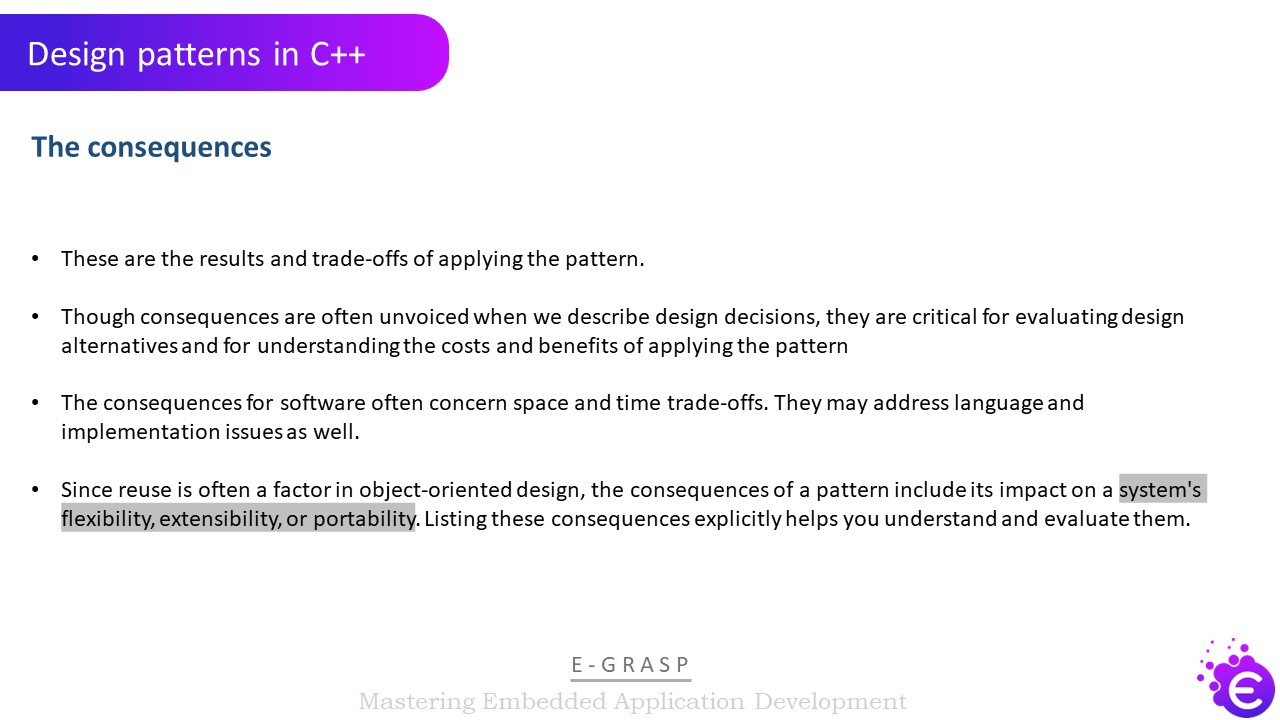 Design patterns in C++
The consequences
• These are the results and trade-offs of applying the pattern.
• Though consequences are often unvoiced when we describe design decisions, they are critical for evaluating design
alternatives and for understanding the costs and benefits of applying the pattern
• The consequences for software often concern space and time trade-offs. They may address language and
implementation issues as well.
• Since reuse is often a factor in object-oriented design, the consequences of a pattern include its impact on a system's
flexibility, extensibility, or portability. Listing these consequences explicitly helps you understand and evaluate them.
E-GRASP
Mastering Embedded Application Development